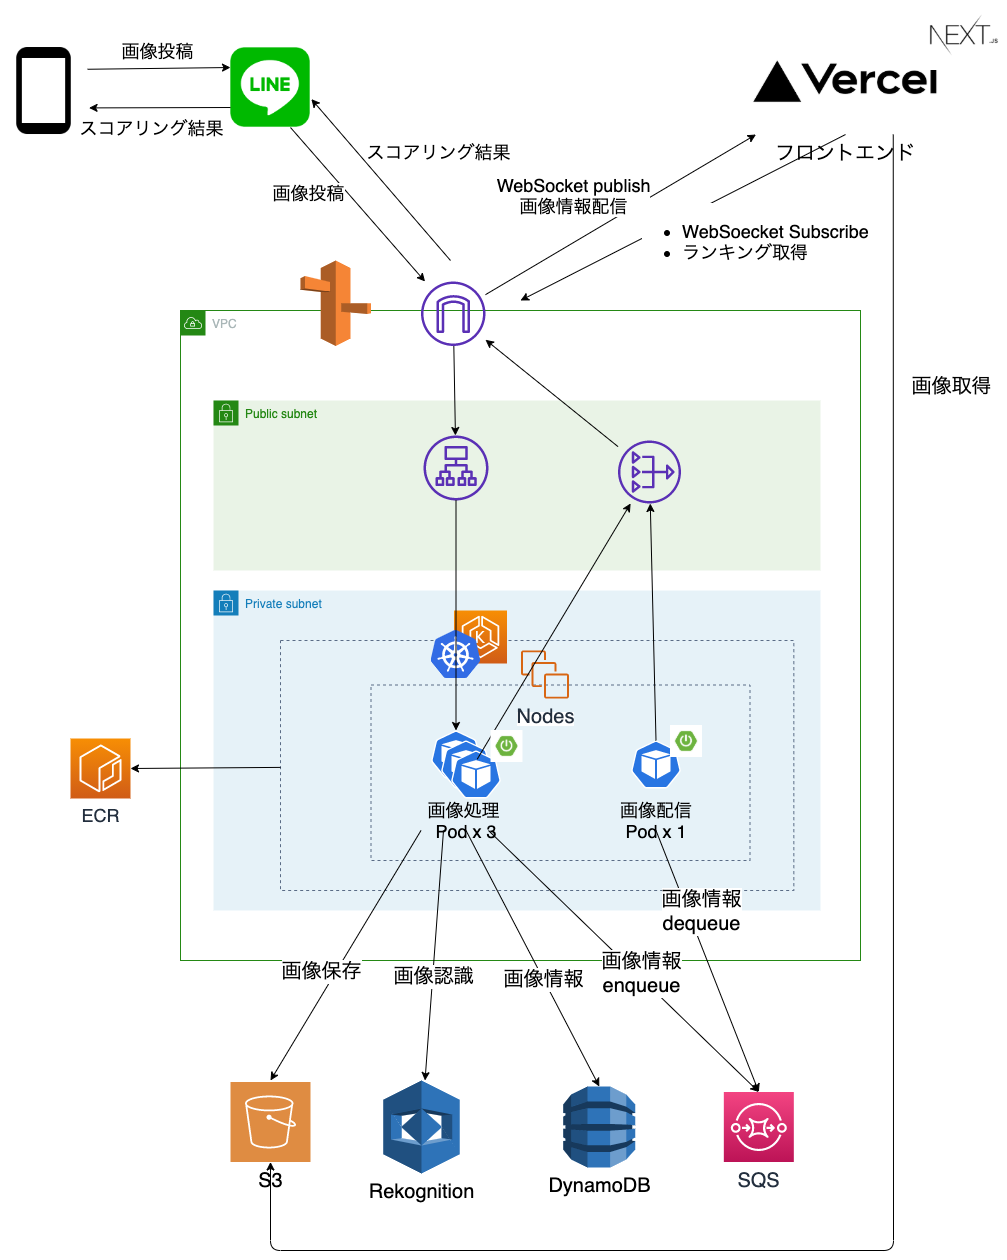 NEXT.JS
画像投稿
LINE
Vercel
スコアリング結果
スコアリング結果
フロントエンド
画像投稿
WebSocket publish
画像情報配信
WebSoecket Subscribe
ランキング取得
VPC
画像取得
Public subnet
Private subnet
K
Nodes
ECR
画像処理
Pod x 3
画像配信
Pod x 1
画像情報
dequeue
画像保存
画像認識
画像情報
画像情報
enqueue
S3
Rekognition
DynamoDB
SQS